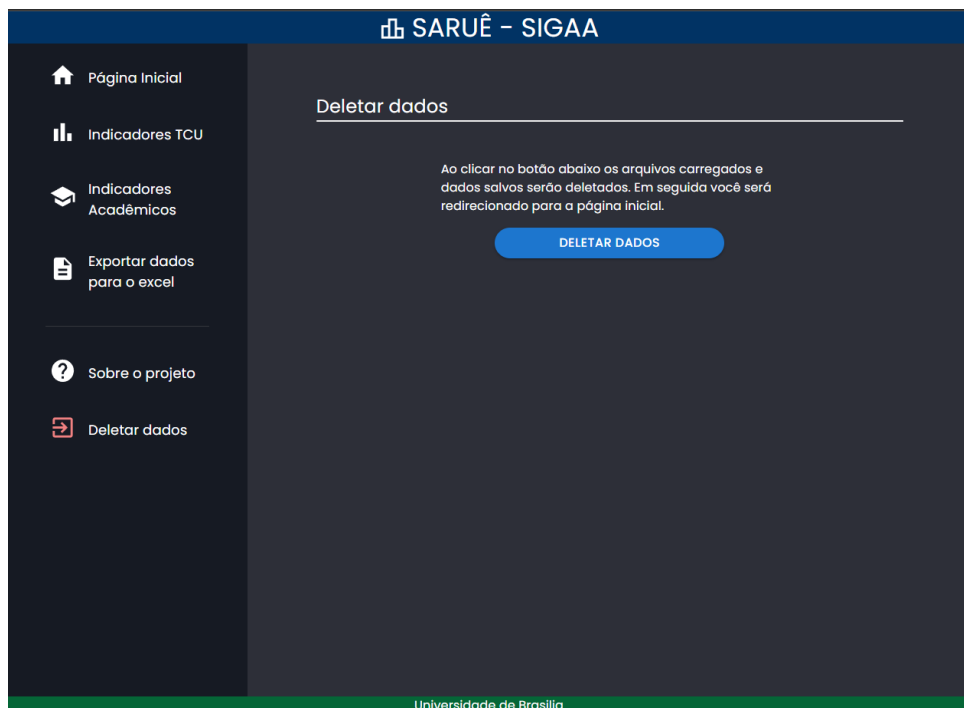 SARUÊ - SIGAA
Página Inicial
Indicadores TCU
Indicadores
Acadêmicos
Exportar dados
para o excel
Sobre o projeto
Deletar dados
Deletar dados
Ao clicar no botão abaixo os arquivos carregados e
dados salvos serão deletados. Em seguida você será
redirecionado para a página inicial.
DELETAR DADOS
Universidade de Brasilia